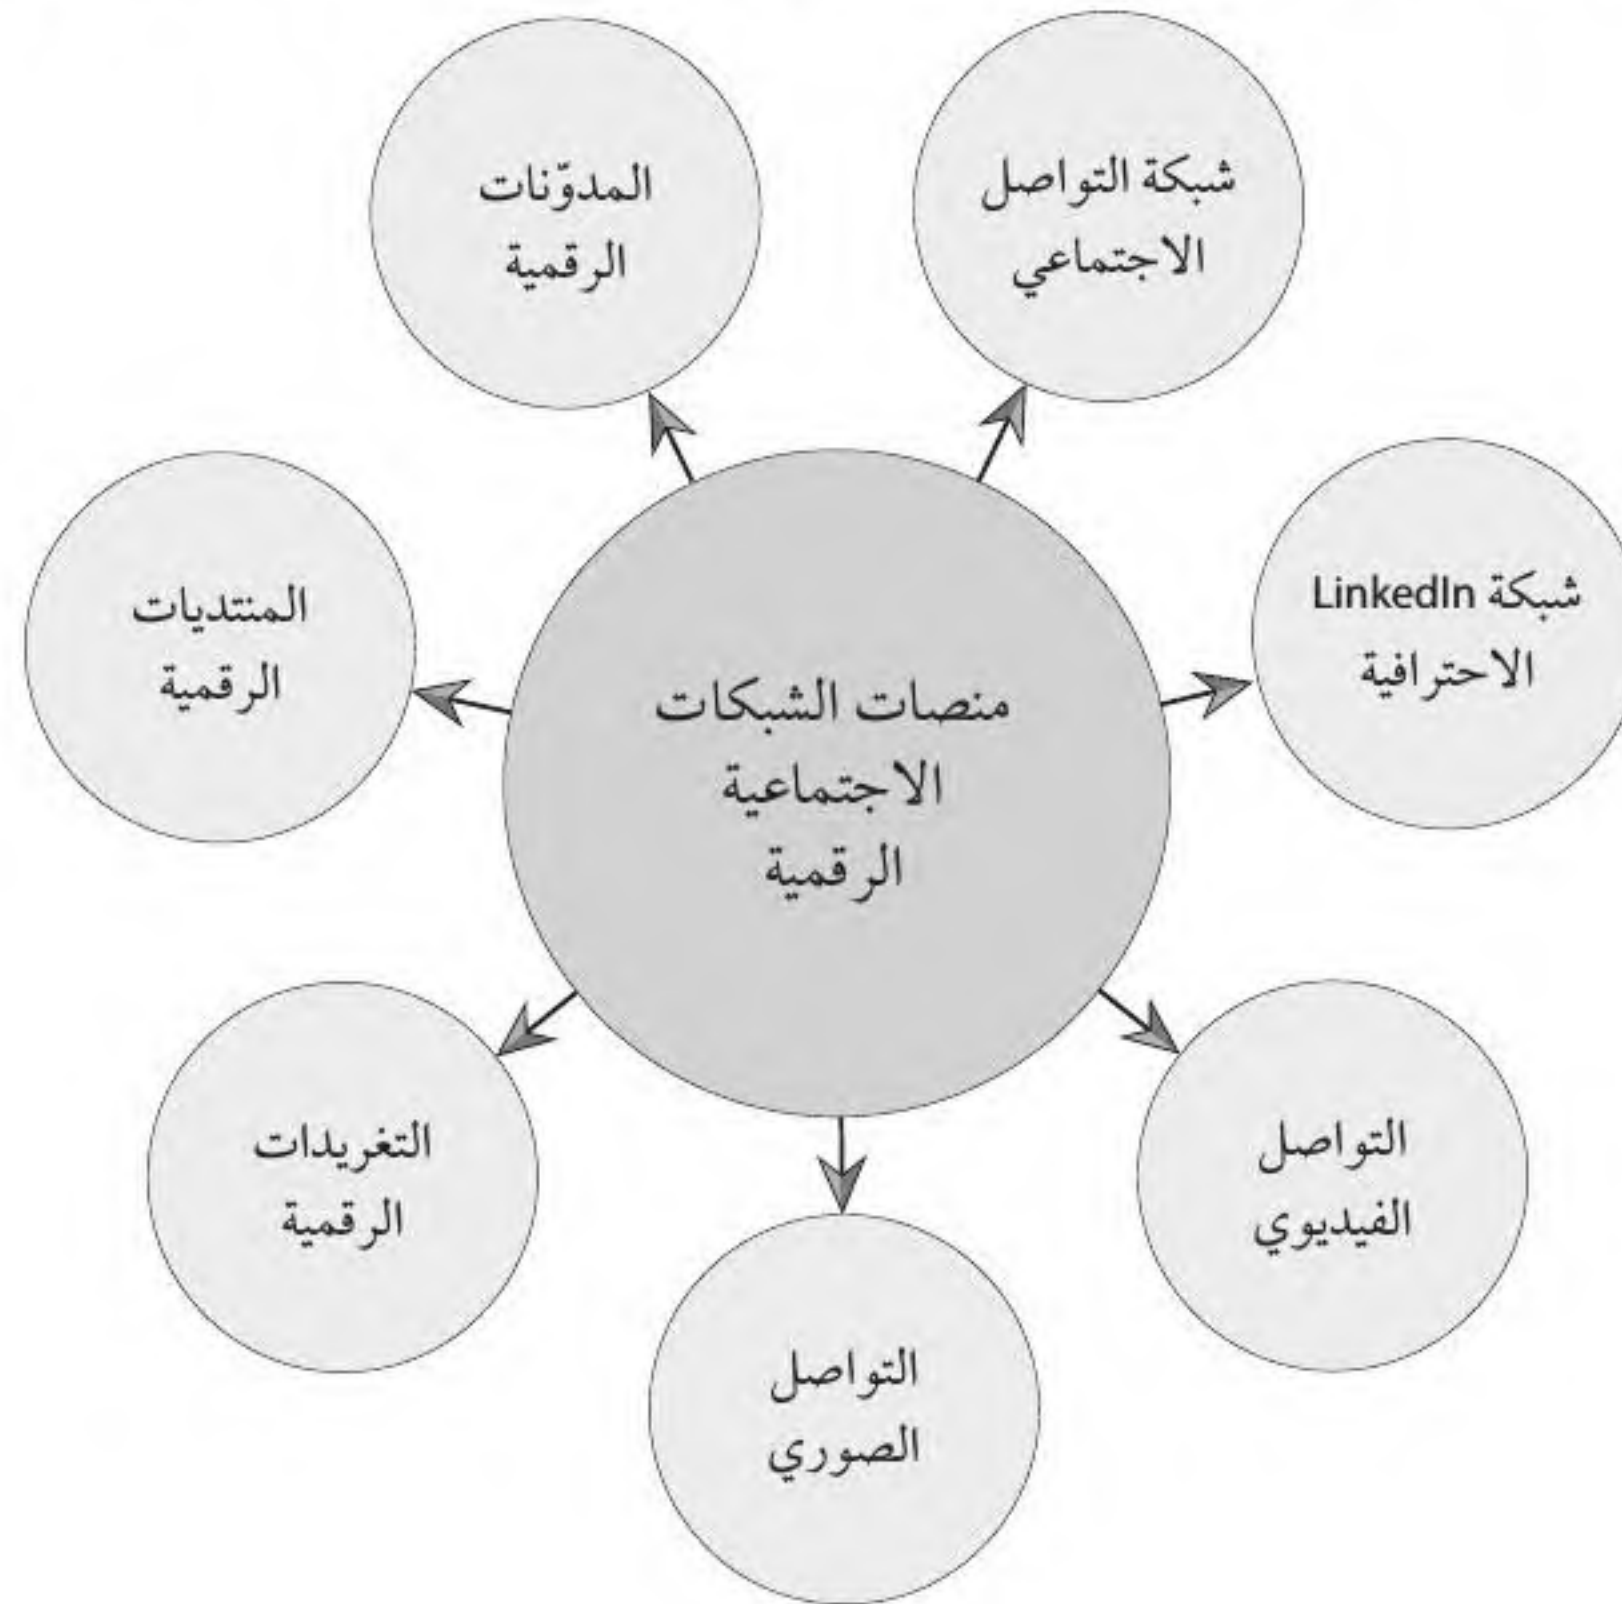 شبكة التواصل
الاجتماعي
المدوّنات
الرقمية
شبكة LinkedIn
الاحترافية
المنتديات
الرقمية
منصات الشبكات
الاجتماعية
الرقمية
التواصل
الفيديوي
التغريدات
الرقمية
التواصل
الصوري